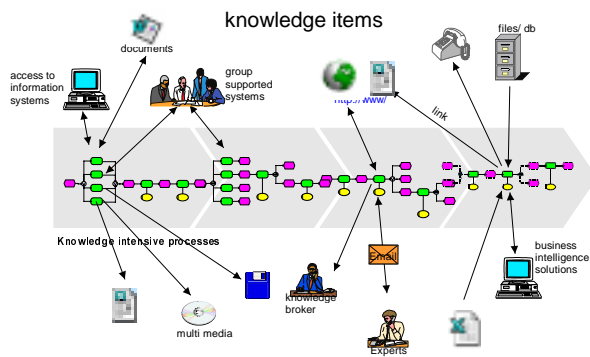 knowledge items
documents
files/ db
access to
information
systems
group
supported
systems
http://www/
link
Knowledge intensive processes
business
intelligence
solutions
Email
knowledge
broker
multi media
Experts